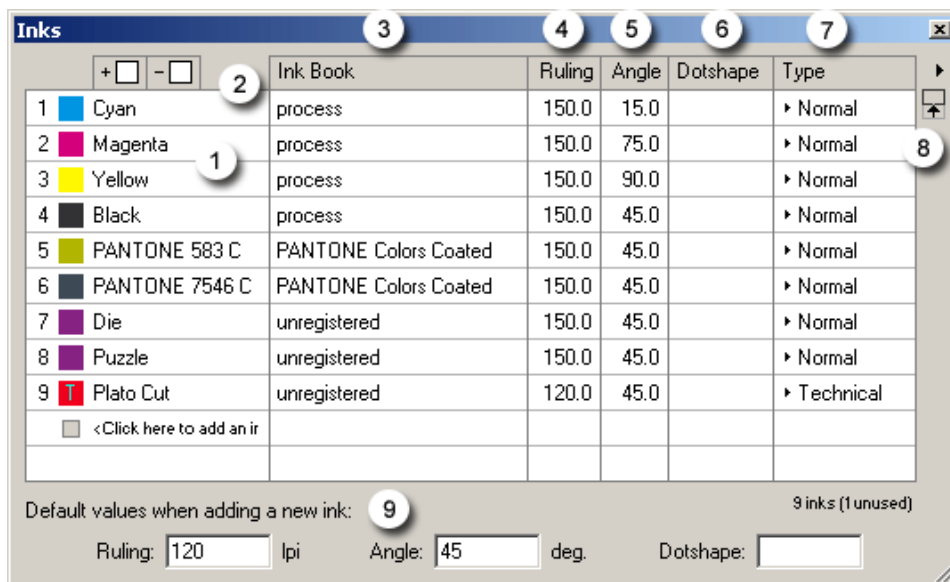 Inks
3 4 5 6 7
+ - 2 Ink Book Ruling Angle Dotshape Type
1 Cyan process 150.0 15.0 Normal
2 Magenta process 150.0 75.0 Normal
1
8
3 Yellow process 150.0 90.0 Normal
4 Black process 150.0 45.0 Normal
5 PANTONE 583 C PANTONE Colors Coated 150.0 45.0 Normal
6 PANTONE 7546 C PANTONE Colors Coated 150.0 45.0 Normal
7 Die unregistered 150.0 45.0 Normal
8 Puzzle unregistered 150.0 45.0 Normal
9 T Plato Cut unregistered 120.0 45.0 Technical
<Click here to add an ir
Default values when adding a new ink: 9 9 inks (1 unused)
Ruling: 120 lpi Angle: 45 deg. Dotshape: